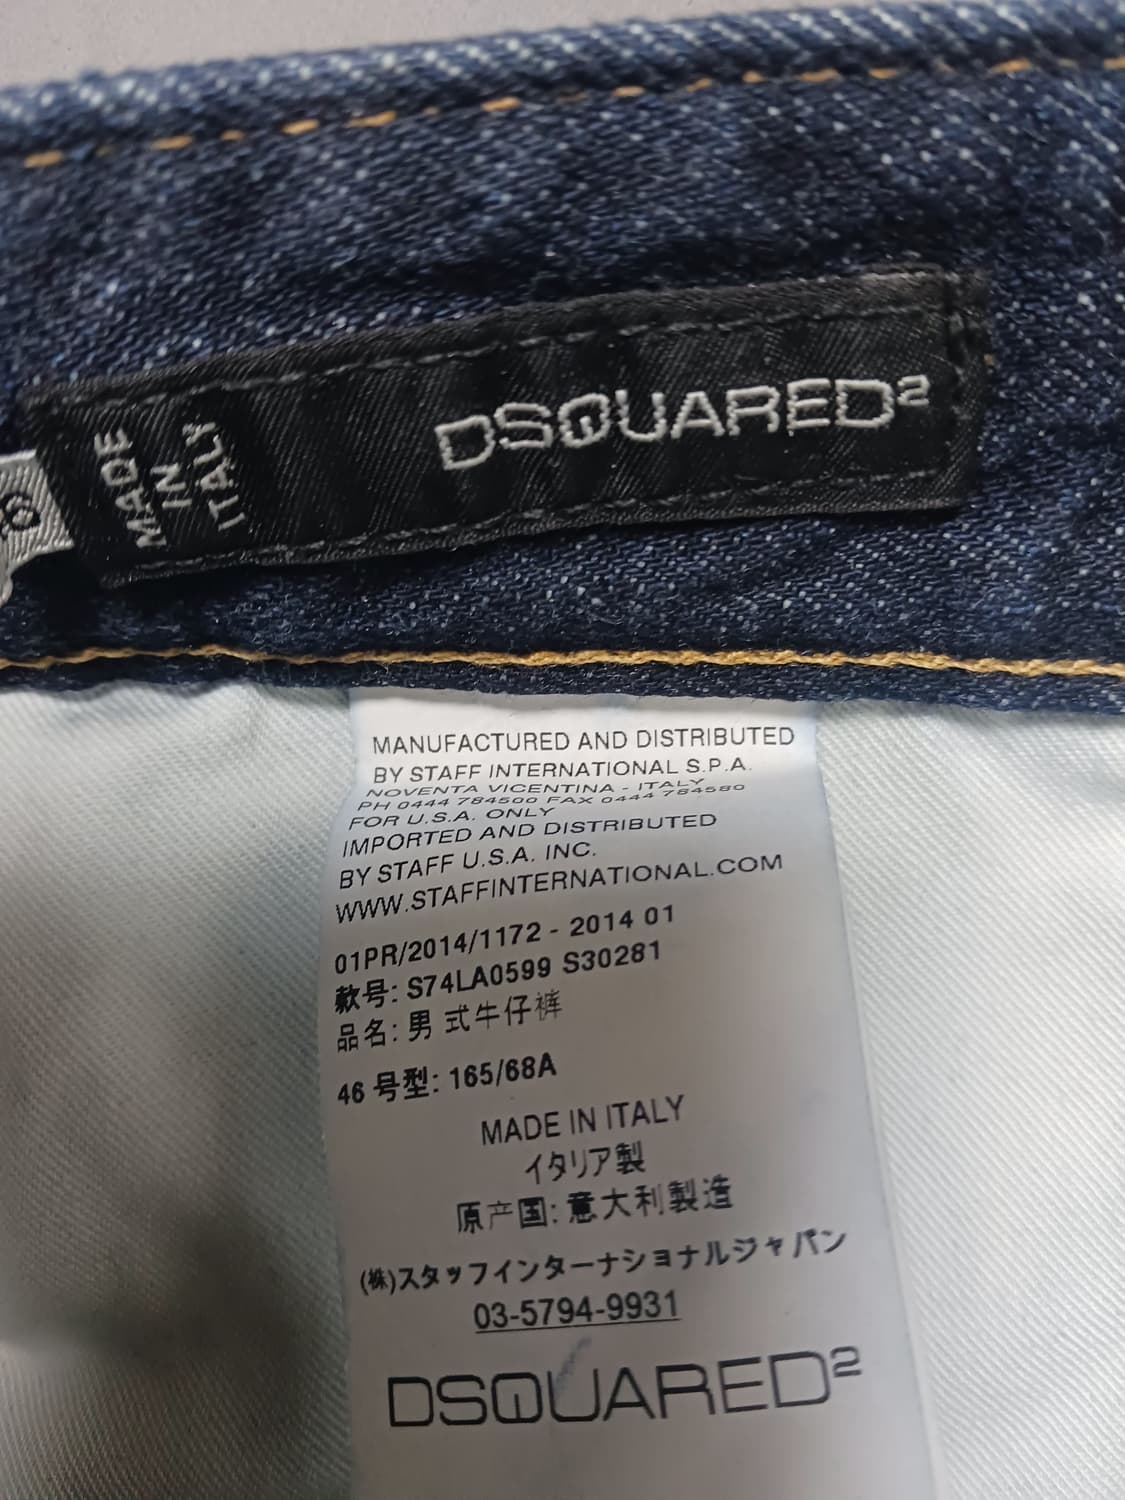 DSQUARED2
MADE
IN
ITALY
MANUFACTURED AND DISTRIBUTED
BY STAFF INTERNATIONAL S.P.A.
NOVENTA VICENTINA - ITALY
PH 0444 784500 FAX 0444 784580
FOR U.S.A. ONLY
IMPORTED AND DISTRIBUTED
BY STAFF U.S.A. INC.
WWW.STAFFINTERNATIONAL.COM
01PR/2014/1172 - 2014 01
款号: S74LA0599 S30281
品名: 男 式牛仔裤
46 号型: 165/68A
MADE IN ITALY
イタリア製
原产国: 意大利製造
(株)スタッフインターナショナルジャパン
03-5794-9931
DSQUARED2